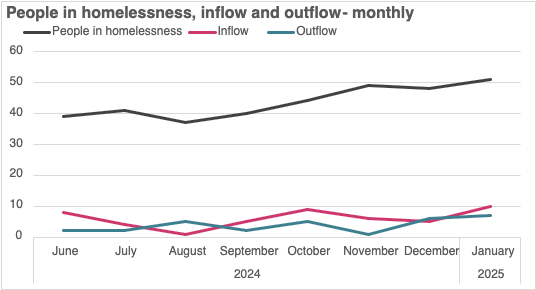 People in homelessness, inflow and outflow- monthly
People in homelessness Inflow Outflow
60
50
40
30
20
10
0
June July August September October November December January
2024 2025